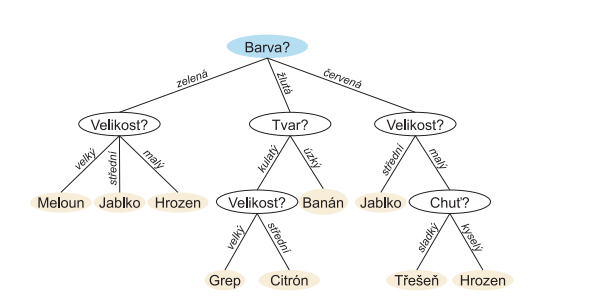 Barva?
zelená
žlutá
červená
Velikost?
Tvar?
Velikost?
velký
střední
malý
kulatý
úzký
střední
malý
Meloun
Jablko
Hrozen
Velikost?
Banán
Jablko
Chuť?
velký
střední
sladký
kyselý
Grep
Citrón
Třešeň
Hrozen